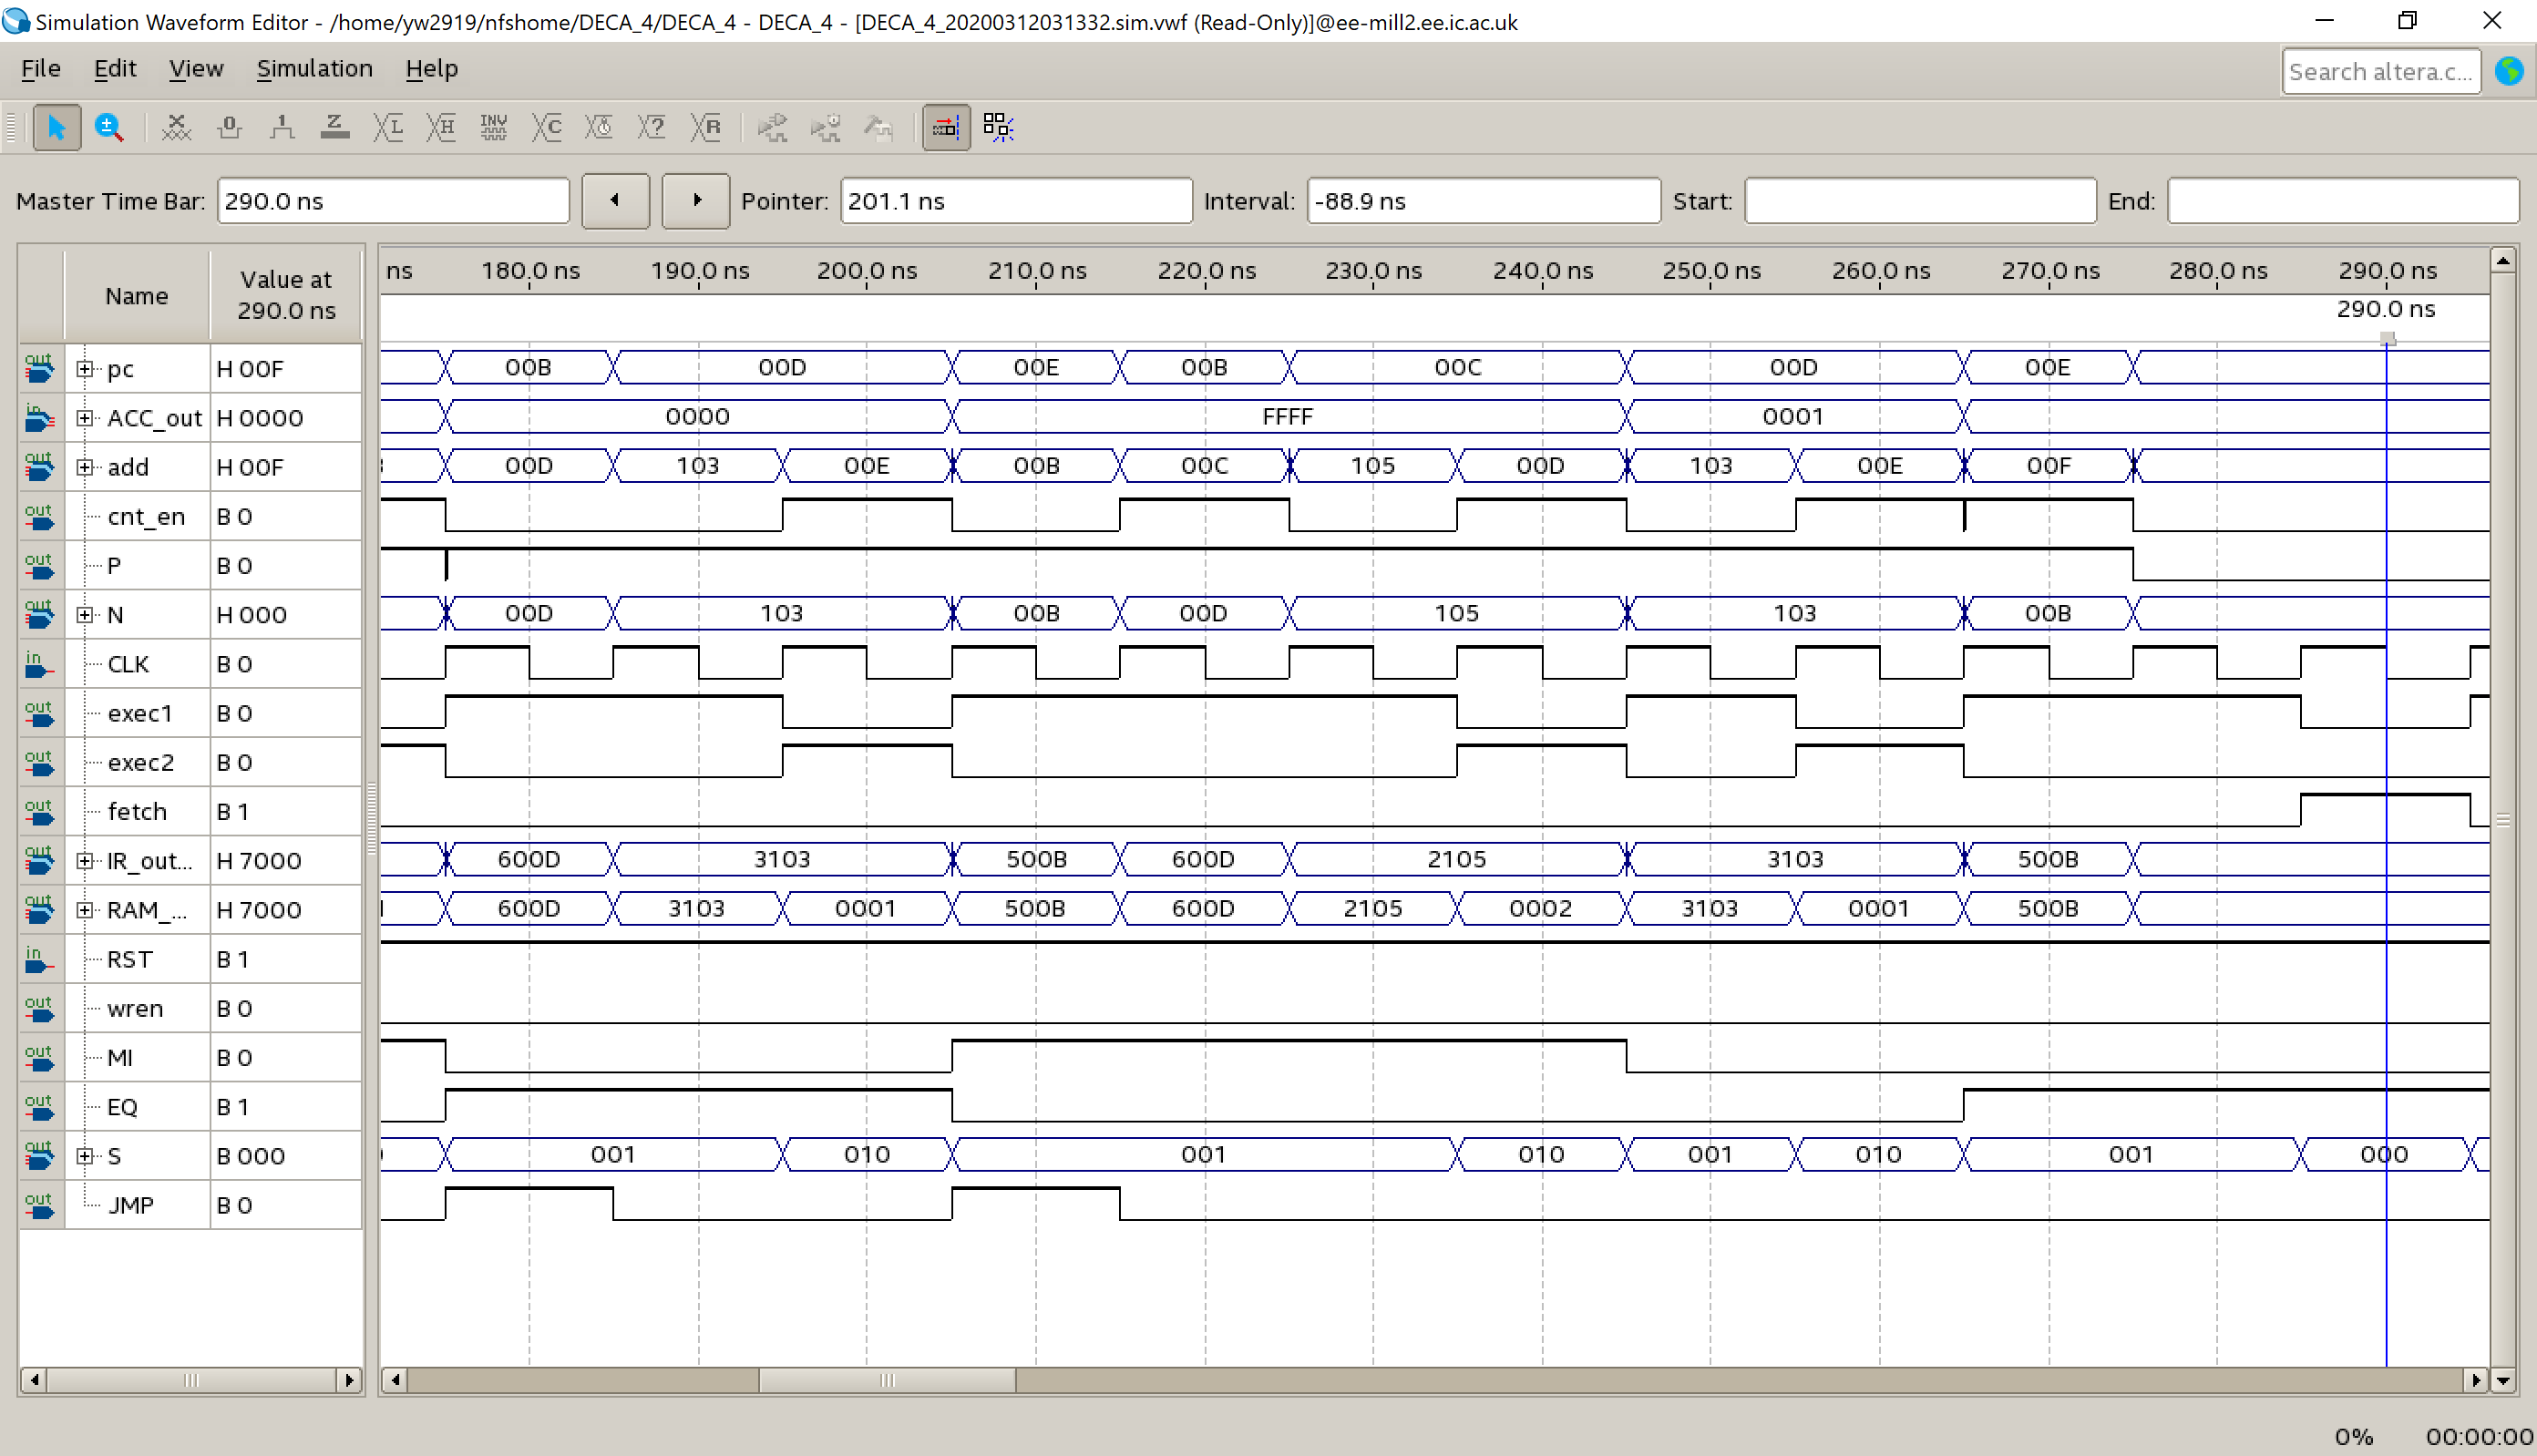 Simulation Waveform Editor - /home/yw2919/nfshome/DECA_4/DECA_4 - DECA_4 - [DECA_4_20200312031332.sim.vwf (Read-Only)]@ee-mill2.ee.ic.ac.uk
File Edit View Simulation Help Search altera.c...
Master Time Bar: 290.0 ns Pointer: 201.1 ns Interval: -88.9 ns Start: End:
Name Value at 290.0 ns
ns 180.0 ns 190.0 ns 200.0 ns 210.0 ns 220.0 ns 230.0 ns 240.0 ns 250.0 ns 260.0 ns 270.0 ns 280.0 ns 290.0 ns
290.0 ns
out pc H 00F 00B 00D 00E 00B 00C 00D 00E
in ACC_out H 0000 0000 FFFF 0001
out add H 00F 00D 103 00E 00B 00C 105 00D 103 00E 00F
out cnt_en B 0
out P B 0
out N H 000 00D 103 00B 00D 105 103 00B
in CLK B 0
out exec1 B 0
out exec2 B 0
out fetch B 1
out IR_out... H 7000 600D 3103 500B 600D 2105 3103 500B
out RAM_... H 7000 600D 3103 0001 500B 600D 2105 0002 3103 0001 500B
in RST B 1
out wren B 0
out MI B 0
out EQ B 1
out S B 000 001 010 001 010 001 010 001 000
out JMP B 0
0% 00:00:00